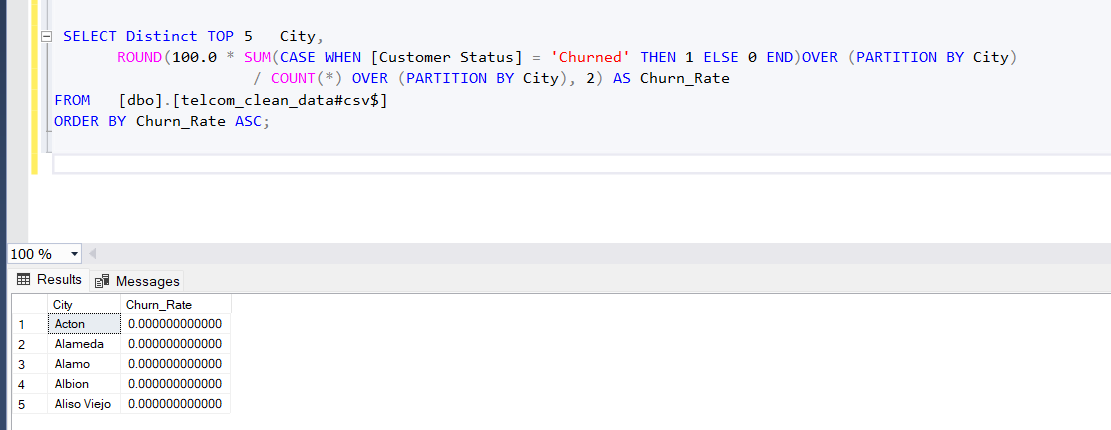 SELECT Distinct TOP 5   City,
ROUND(100.0 * SUM(CASE WHEN [Customer Status] = 'Churned' THEN 1 ELSE 0 END)OVER (PARTITION BY City)
/ COUNT(*) OVER (PARTITION BY City), 2) AS Churn_Rate
FROM   [dbo].[telcom_clean_data#csv$]
ORDER BY Churn_Rate ASC;
100 %
Results Messages
City Churn_Rate
1 Acton 0.000000000000
2 Alameda 0.000000000000
3 Alamo 0.000000000000
4 Albion 0.000000000000
5 Aliso Viejo 0.000000000000